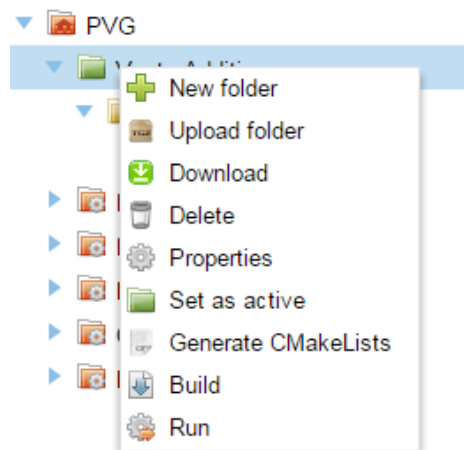 PVG
New folder
Upload folder
Download
Delete
Properties
Set as active
Generate CMakeLists
Build
Run